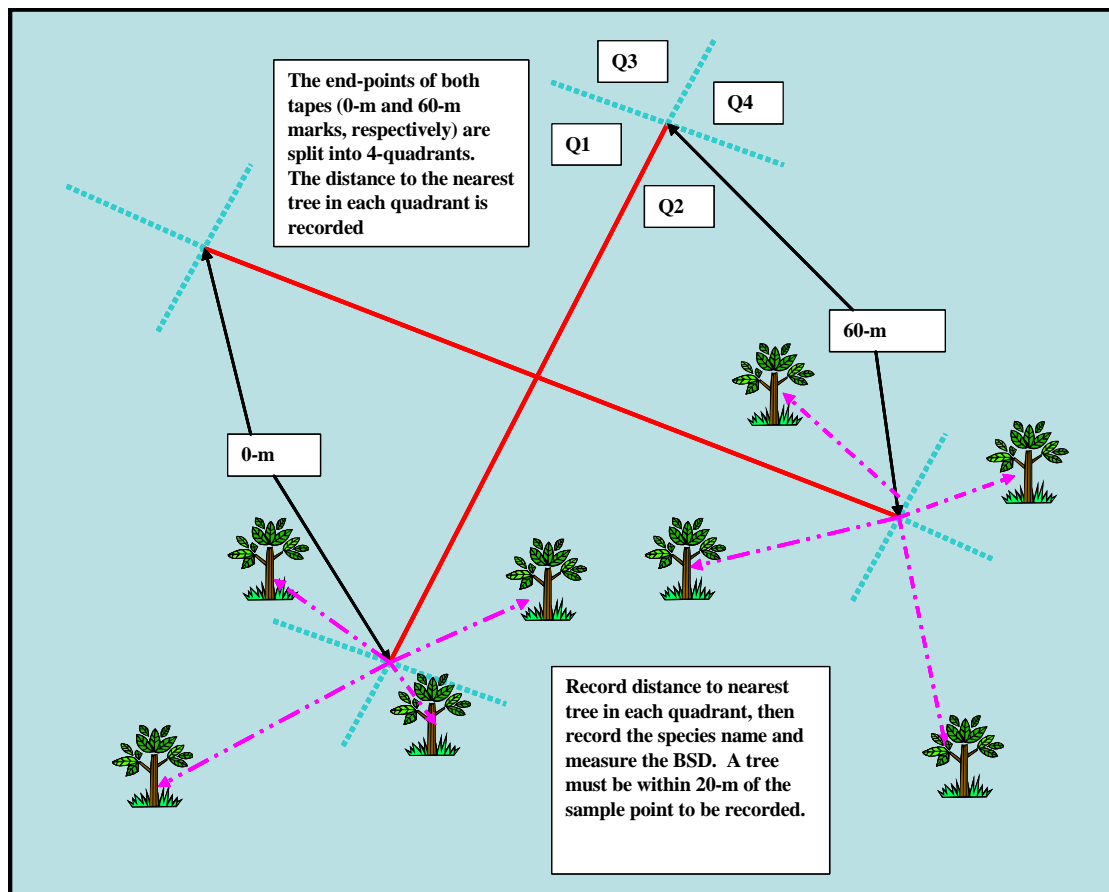 The end-points of both
tapes (0-m and 60-m
marks, respectively) are
split into 4-quadrants.
The distance to the nearest
tree in each quadrant is
recorded
Q3
Q4
Q1
Q2
60-m
0-m
Record distance to nearest
tree in each quadrant, then
record the species name and
measure the BSD.  A tree
must be within 20-m of the
sample point to be recorded.